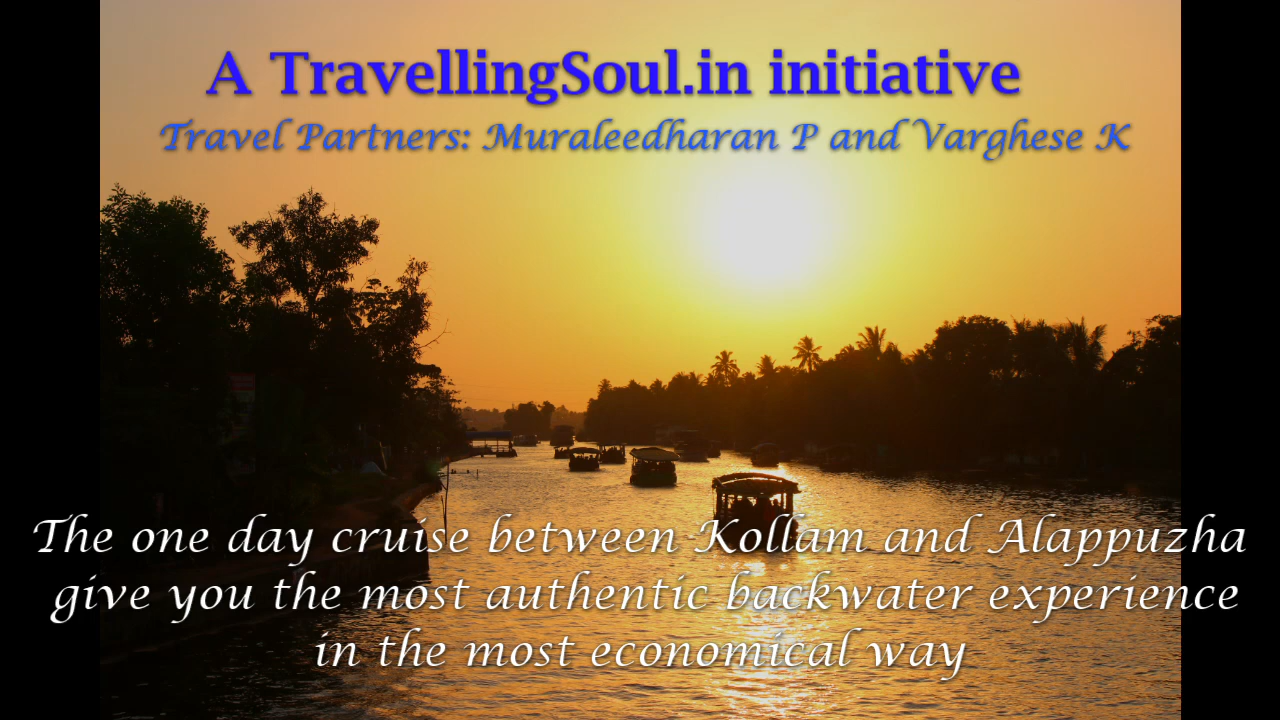 A TravellingSoul.in initiative
Travel Partners: Muraleedharan P and Varghese K
The one day cruise between Kollam and Alappuzha
give you the most authentic backwater experience
in the most economical way